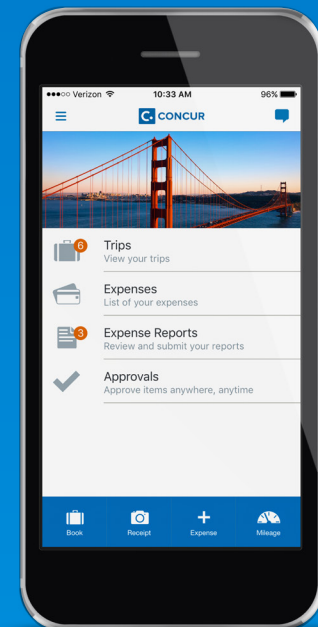 ●●●○○ Verizon 10:33 AM 96%
C. CONCUR
6
Trips
View your trips
Expenses
List of your expenses
3
Expense Reports
Review and submit your reports
Approvals
Approve items anywhere, anytime
Book Receipt Expense Mileage